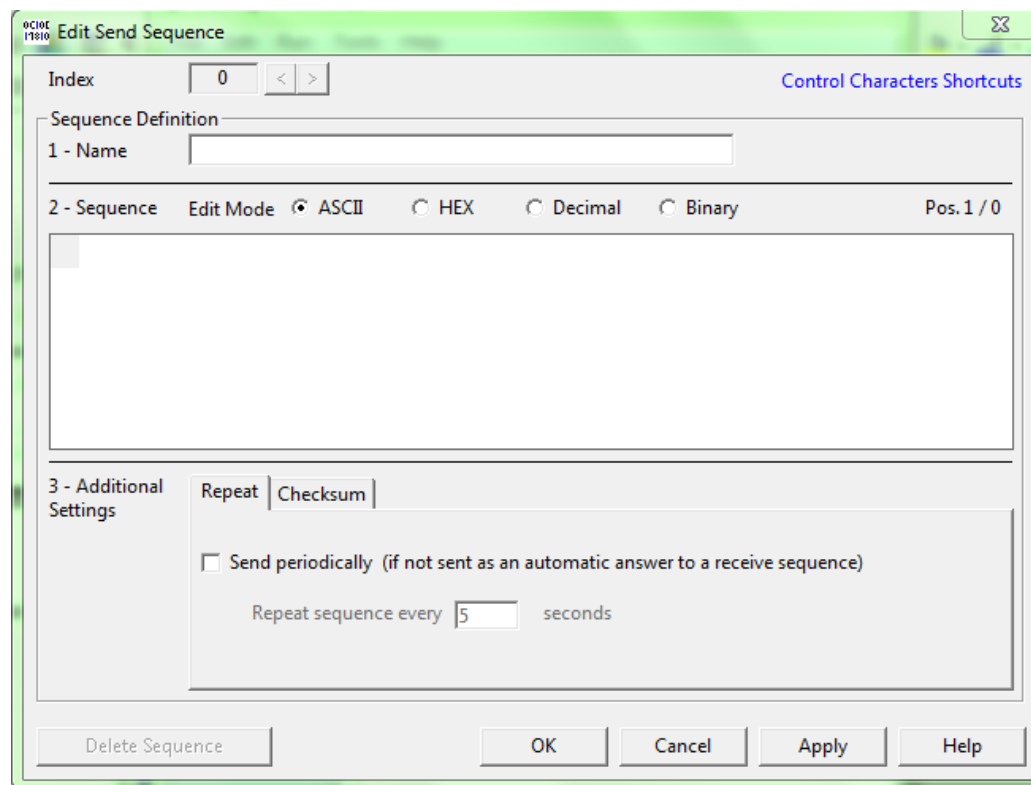 Edit Send Sequence
Index 0 < > Control Characters Shortcuts
Sequence Definition
1 - Name
2 - Sequence Edit Mode ASCII HEX Decimal Binary Pos. 1 / 0
3 - Additional Settings
Repeat Checksum
Send periodically (if not sent as an automatic answer to a receive sequence)
Repeat sequence every 5 seconds
Delete Sequence OK Cancel Apply Help